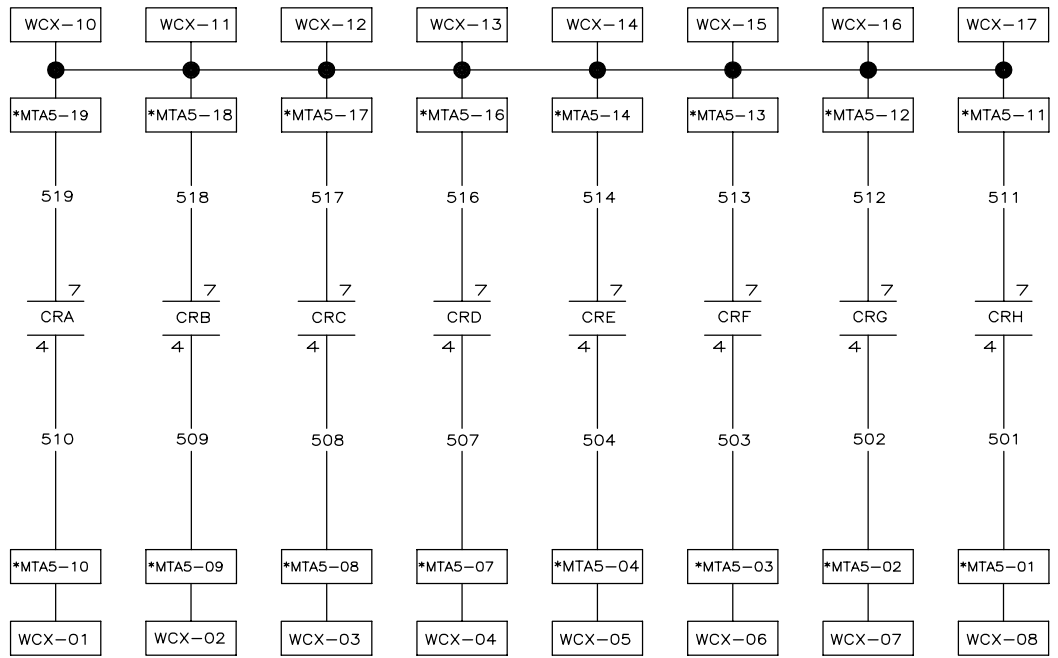 WCX-10 WCX-11 WCX-12 WCX-13 WCX-14 WCX-15 WCX-16 WCX-17
*MTA5-19 *MTA5-18 *MTA5-17 *MTA5-16 *MTA5-14 *MTA5-13 *MTA5-12 *MTA5-11
519 518 517 516 514 513 512 511
7 7 7 7 7 7 7 7
CRA CRB CRC CRD CRE CRF CRG CRH
4 4 4 4 4 4 4 4
510 509 508 507 504 503 502 501
*MTA5-10 *MTA5-09 *MTA5-08 *MTA5-07 *MTA5-04 *MTA5-03 *MTA5-02 *MTA5-01
WCX-01 WCX-02 WCX-03 WCX-04 WCX-05 WCX-06 WCX-07 WCX-08